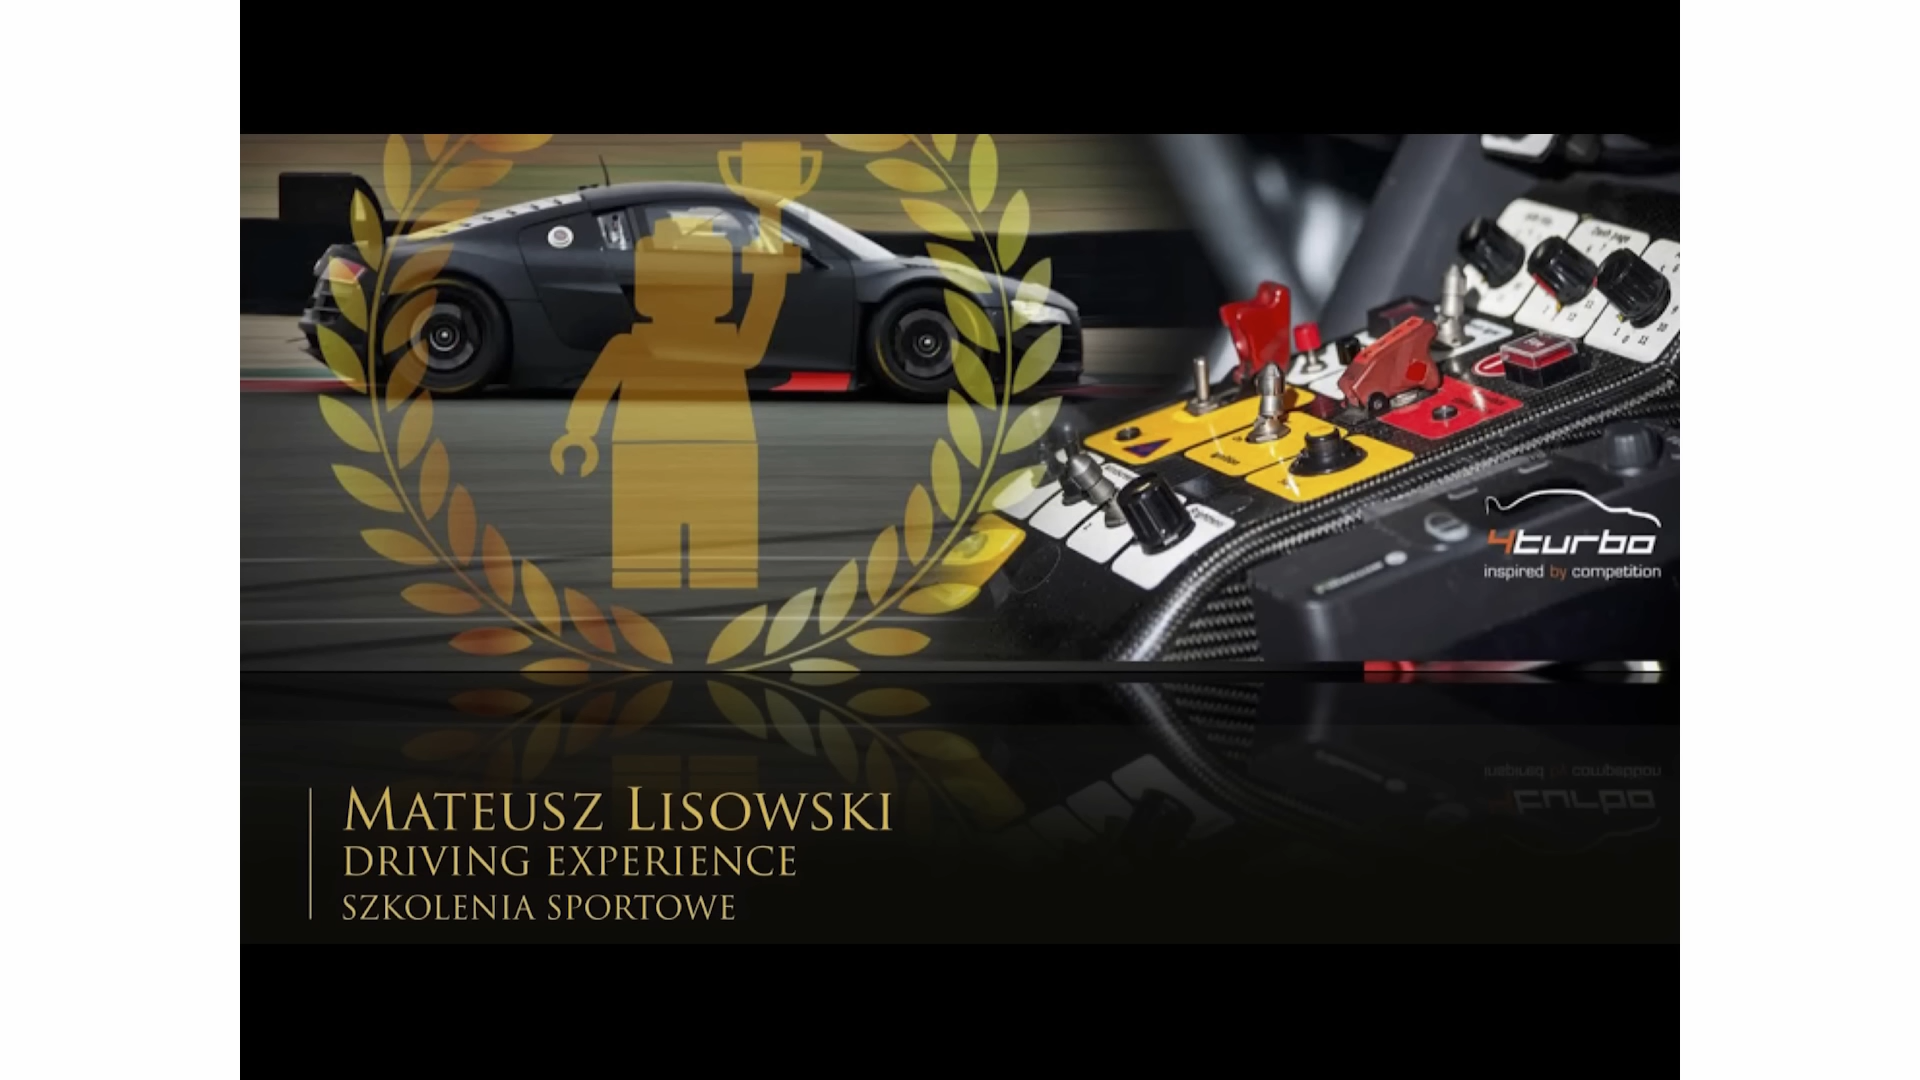 4turbo
inspired by competition
MATEUSZ LISOWSKI
DRIVING EXPERIENCE
SZKOLENIA SPORTOWE